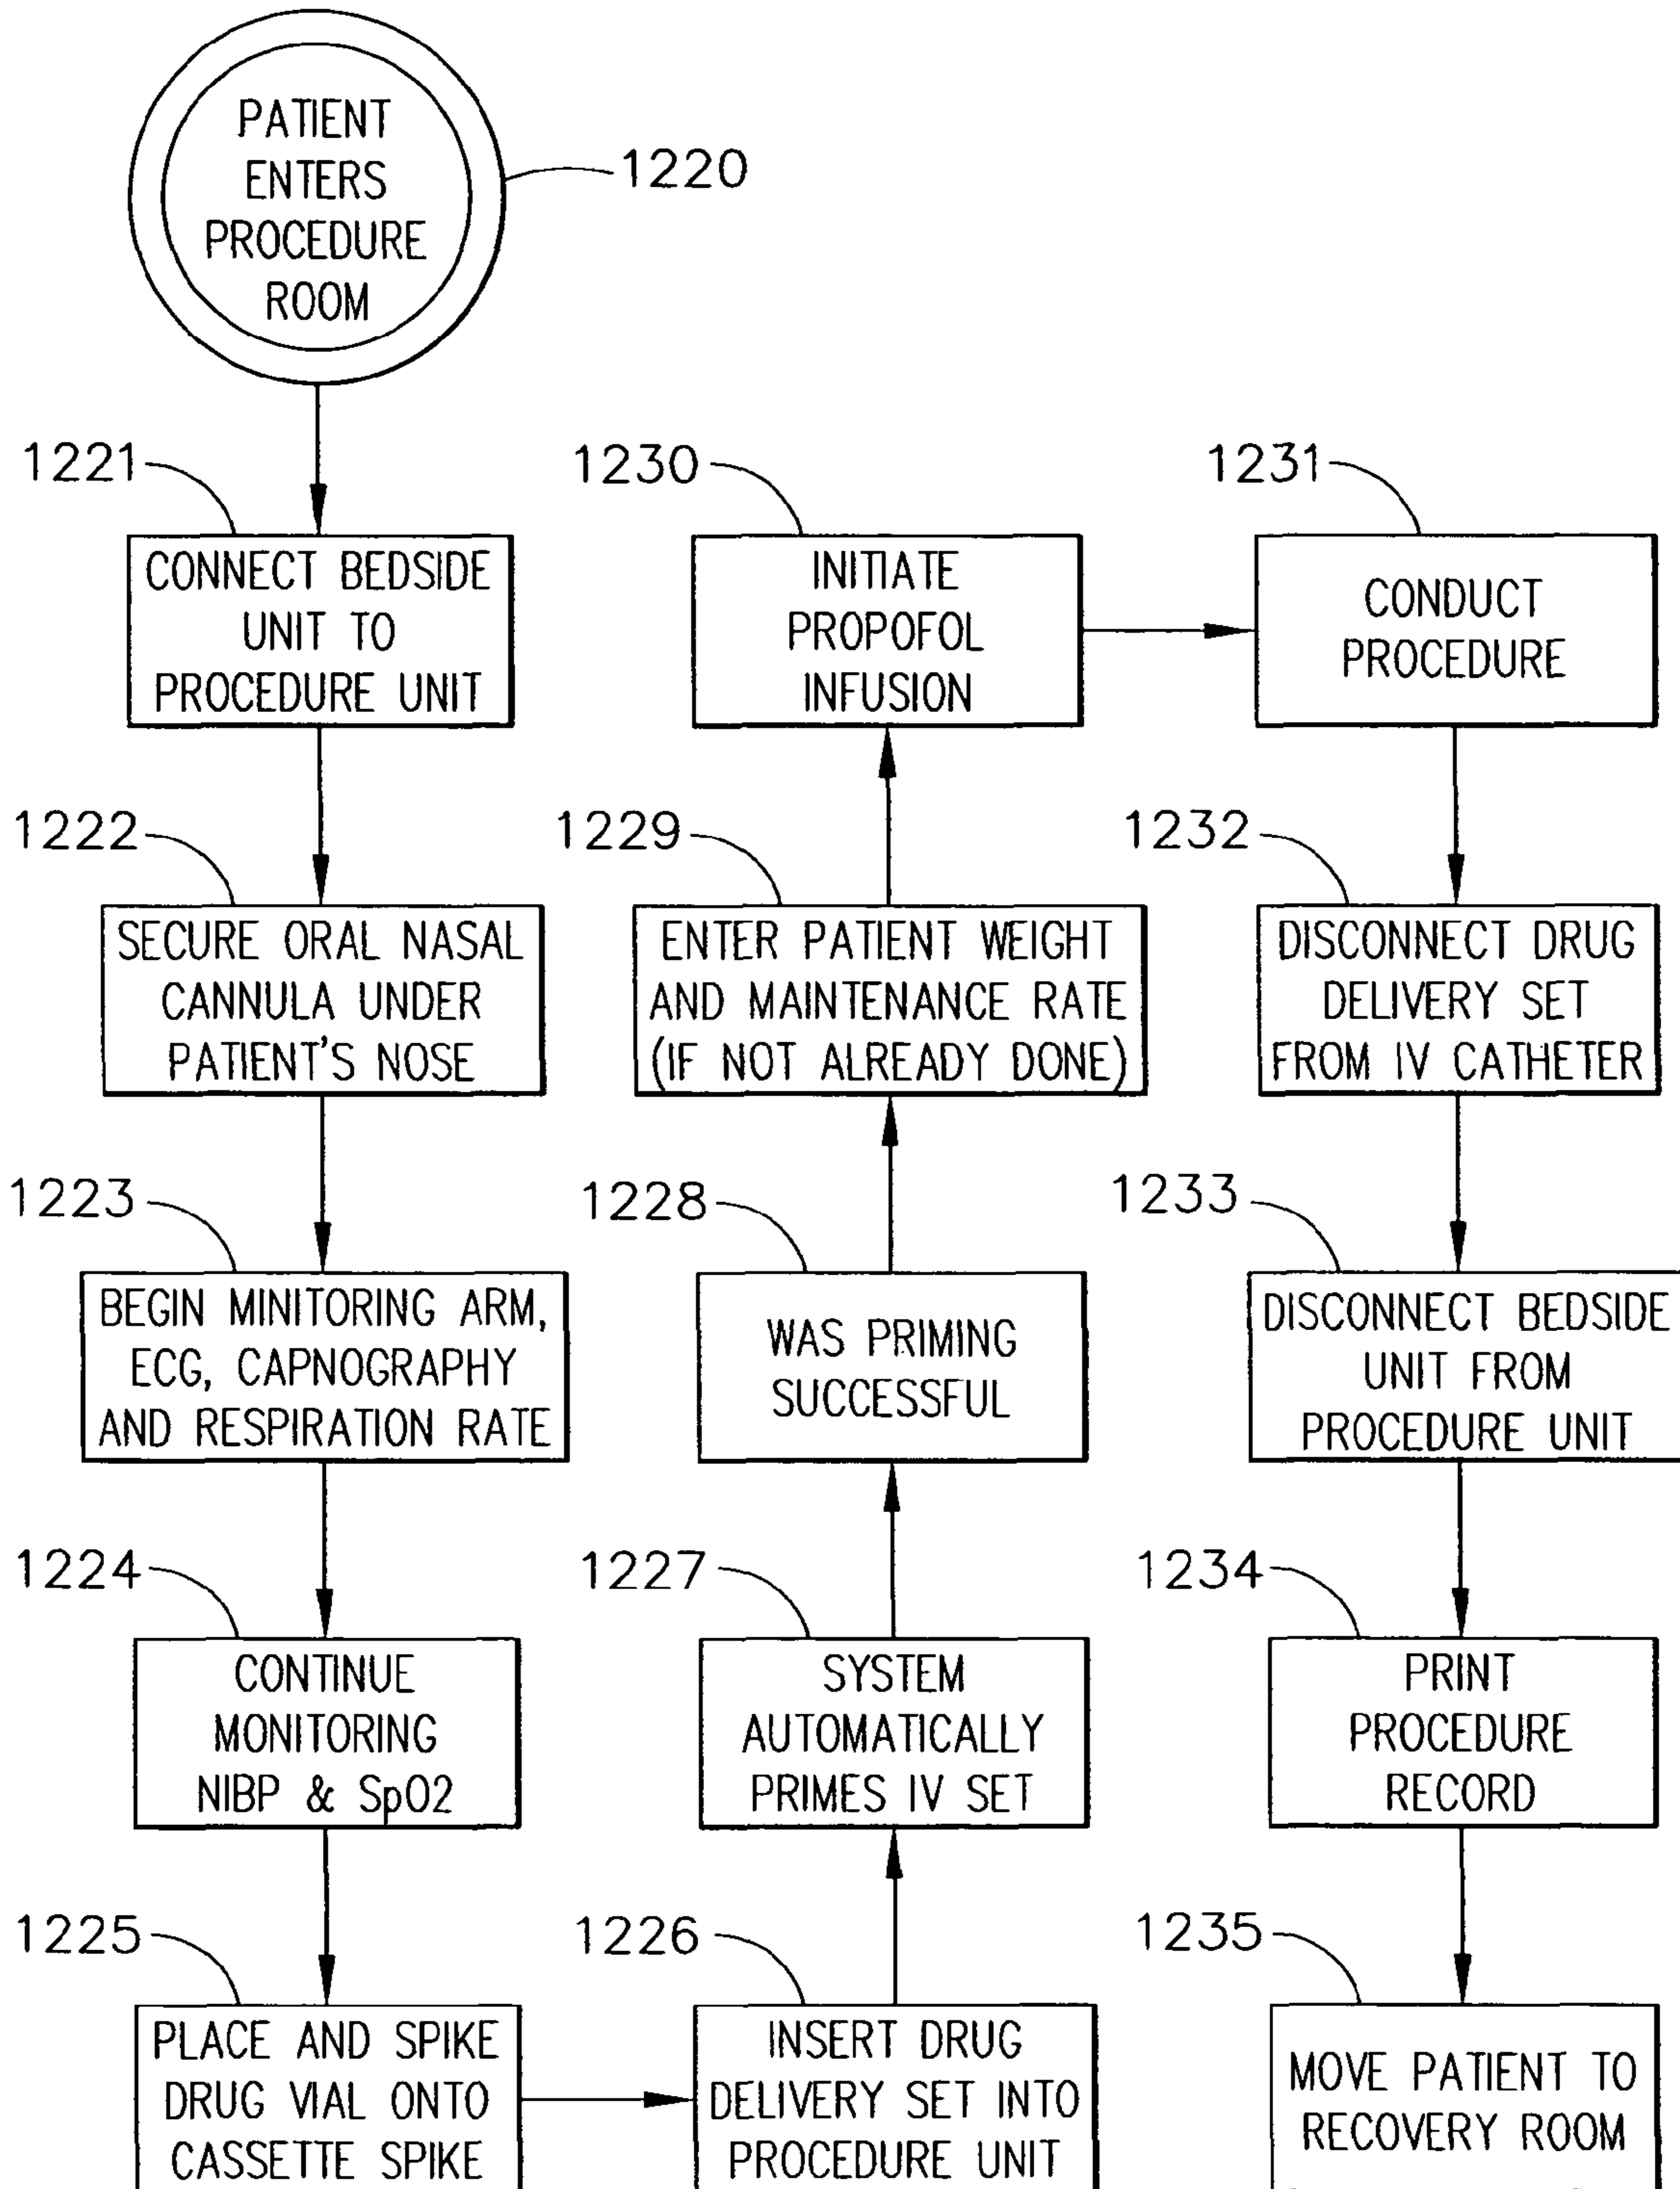 PATIENT
ENTERS
PROCEDURE
ROOM
1220
1221
CONNECT BEDSIDE
UNIT TO
PROCEDURE UNIT
1222
SECURE ORAL NASAL
CANNULA UNDER
PATIENT'S NOSE
1223
BEGIN MINITORING ARM,
ECG, CAPNOGRAPHY
AND RESPIRATION RATE
1224
CONTINUE
MONITORING
NIBP & SpO2
1225
PLACE AND SPIKE
DRUG VIAL ONTO
CASSETTE SPIKE
1226
INSERT DRUG
DELIVERY SET INTO
PROCEDURE UNIT
1227
SYSTEM
AUTOMATICALLY
PRIMES IV SET
1228
WAS PRIMING
SUCCESSFUL
1229
ENTER PATIENT WEIGHT
AND MAINTENANCE RATE
(IF NOT ALREADY DONE)
1230
INITIATE
PROPOFOL
INFUSION
1231
CONDUCT
PROCEDURE
1232
DISCONNECT DRUG
DELIVERY SET
FROM IV CATHETER
1233
DISCONNECT BEDSIDE
UNIT FROM
PROCEDURE UNIT
1234
PRINT
PROCEDURE
RECORD
1235
MOVE PATIENT TO
RECOVERY ROOM